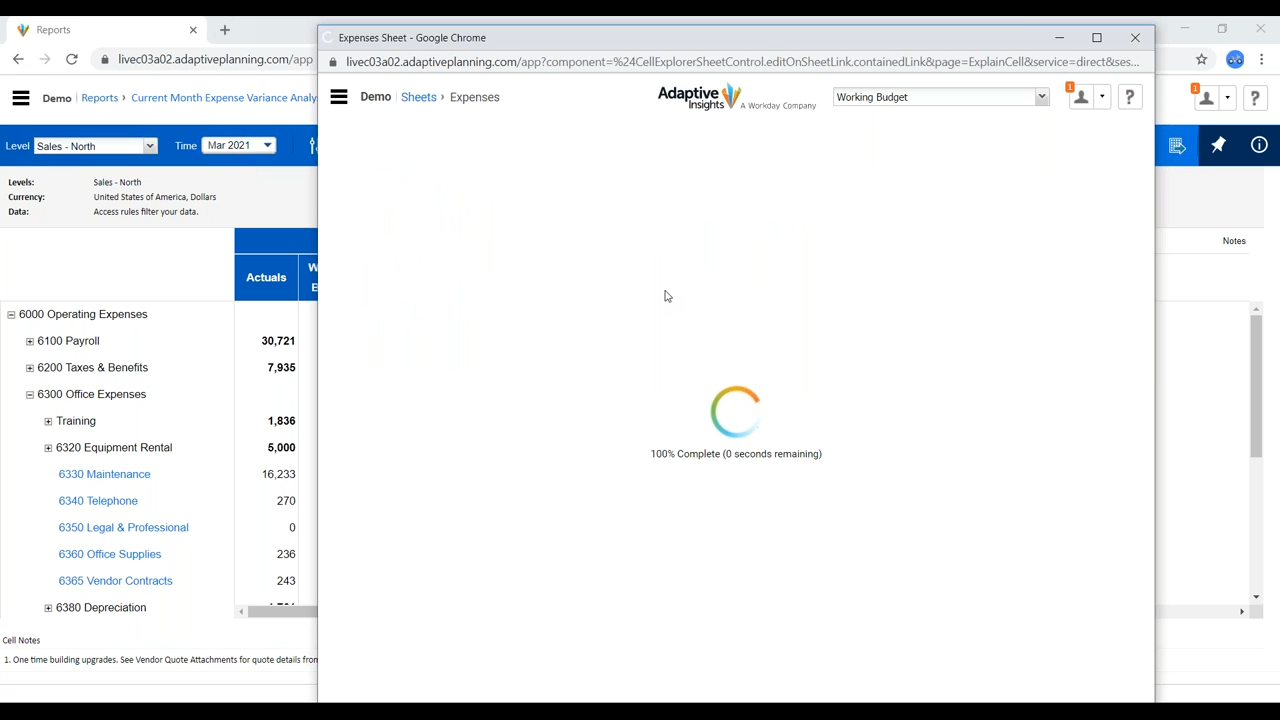 Reports
livec03a02.adaptiveplanning.com/app
Demo Reports › Current Month Expense Variance Analy
Level Sales - North Time Mar 2021
Levels: Sales - North
Currency: United States of America, Dollars
Data: Access rules filter your data.
Actuals
6000 Operating Expenses
6100 Payroll 30,721
6200 Taxes & Benefits 7,935
6300 Office Expenses
Training 1,836
6320 Equipment Rental 5,000
6330 Maintenance 16,233
6340 Telephone 270
6350 Legal & Professional 0
6360 Office Supplies 236
6365 Vendor Contracts 243
6380 Depreciation
Cell Notes
1. One time building upgrades. See Vendor Quote Attachments for quote details from
Expenses Sheet - Google Chrome
livec03a02.adaptiveplanning.com/app?component=%24CellExplorerSheetControl.editOnSheetLink.containedLink&page=ExplainCell&service=direct&ses...
Demo Sheets › Expenses
Adaptive Insights A Workday Company
Working Budget
1
?
100% Complete (0 seconds remaining)
1
?
Notes